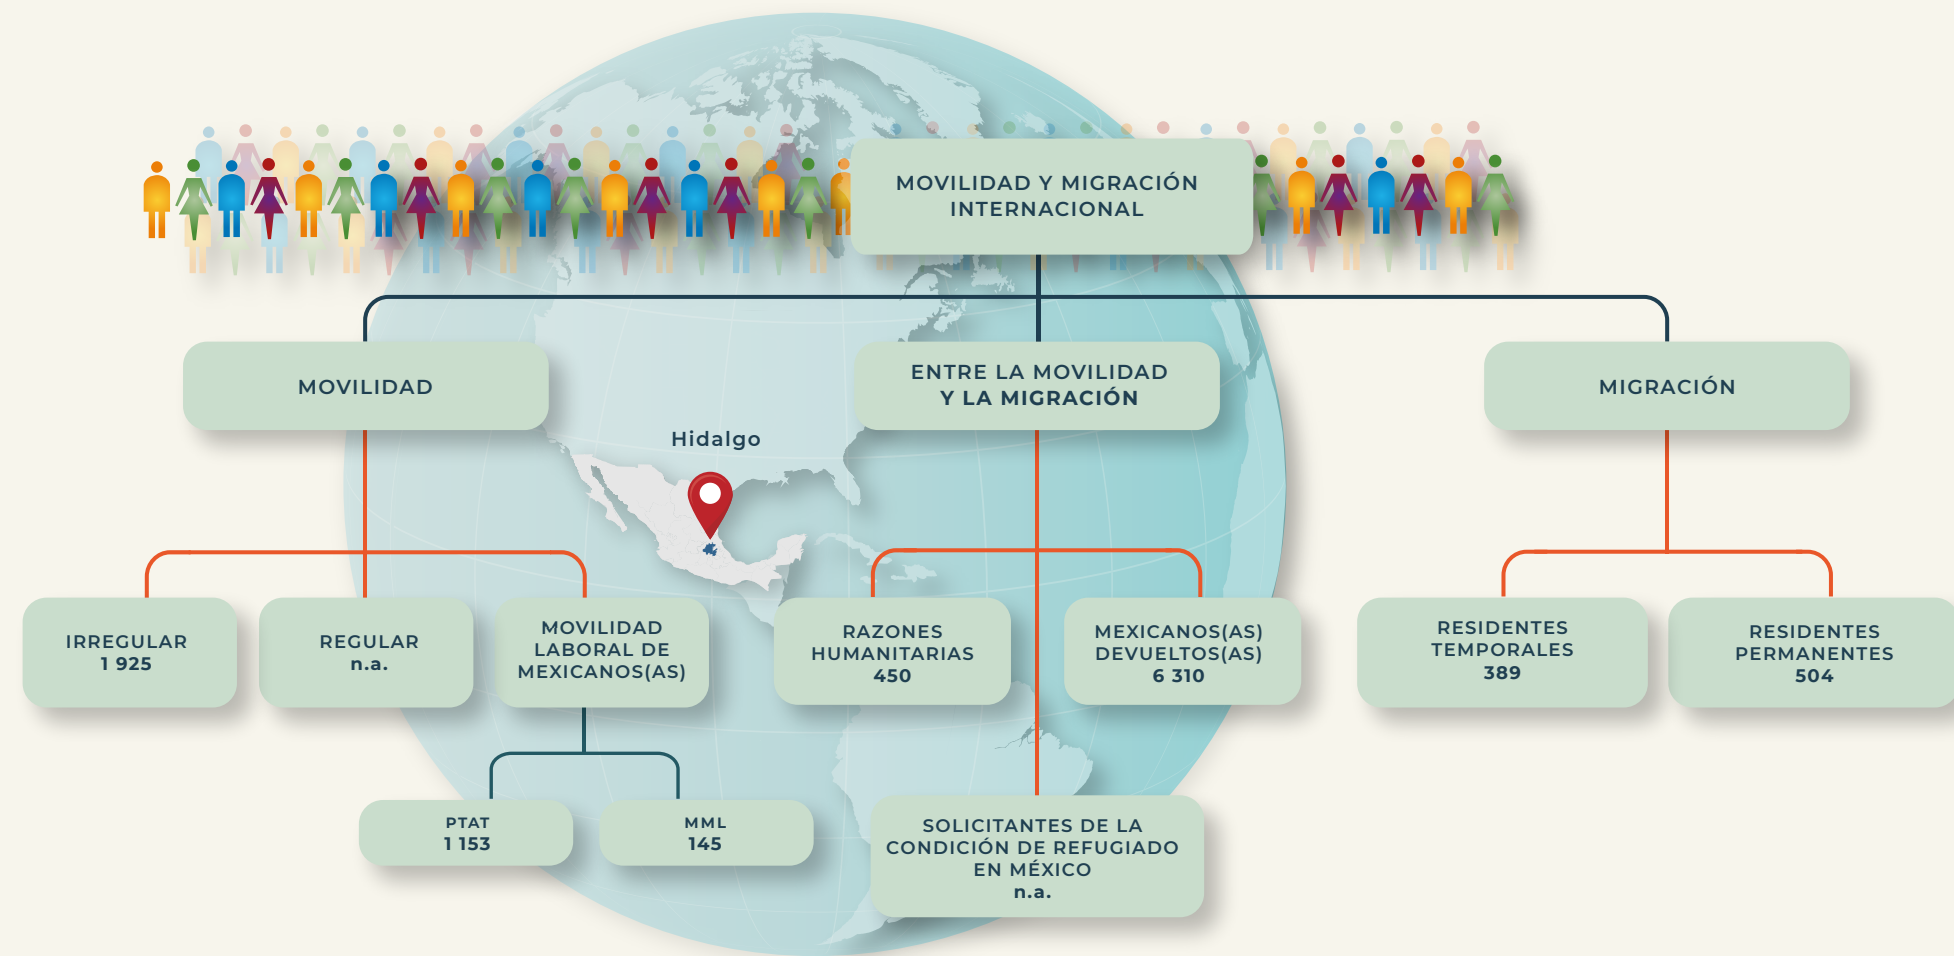 MOVILIDAD Y MIGRACIÓN
INTERNACIONAL
MOVILIDAD
ENTRE LA MOVILIDAD
Y LA MIGRACIÓN
MIGRACIÓN
Hidalgo
IRREGULAR
1 925
REGULAR
n.a.
MOVILIDAD
LABORAL DE
MEXICANOS(AS)
RAZONES
HUMANITARIAS
450
MEXICANOS(AS)
DEVUELTOS(AS)
6 310
RESIDENTES
TEMPORALES
389
RESIDENTES
PERMANENTES
504
PTAT
1 153
MML
145
SOLICITANTES DE LA
CONDICIÓN DE REFUGIADO
EN MÉXICO
n.a.